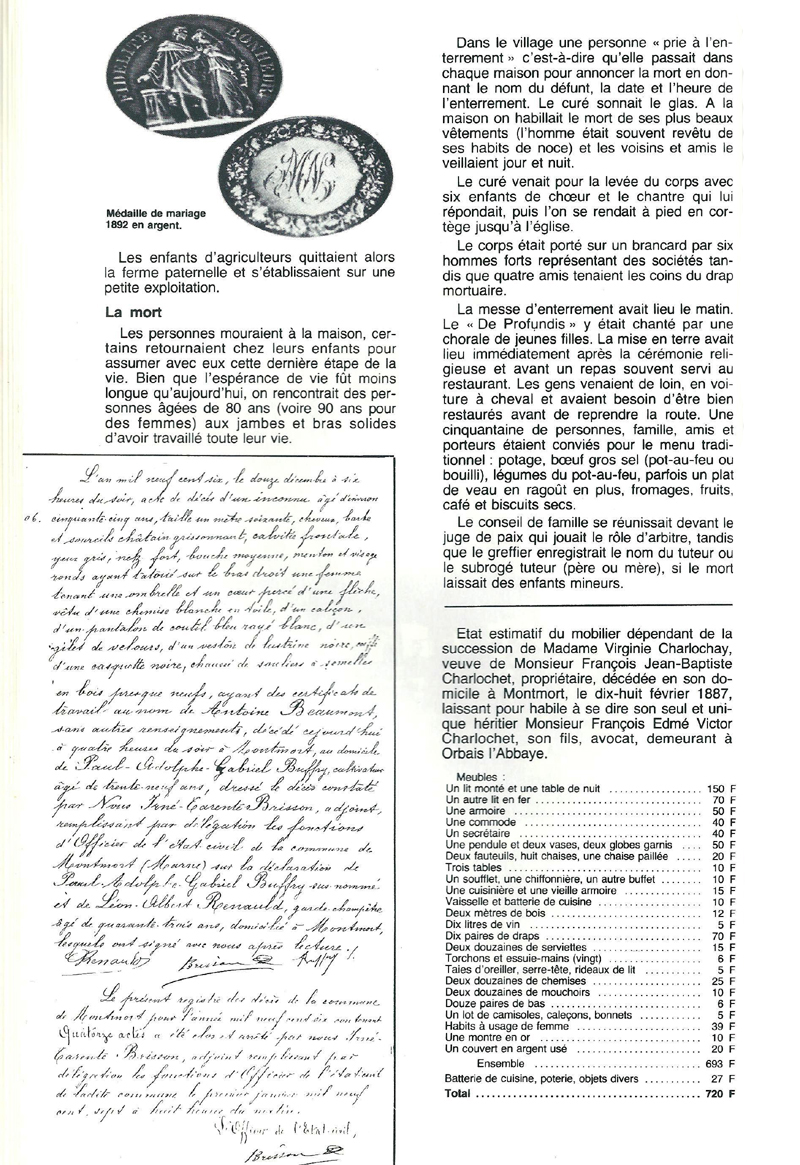 FIDELITE BONHEUR
Médaille de mariage
1892 en argent.
Les enfants d'agriculteurs quittaient alors
la ferme paternelle et s'établissaient sur une
petite exploitation.
La mort
Les personnes mouraient à la maison, cer-
tains retournaient chez leurs enfants pour
assumer avec eux cette dernière étape de la
vie. Bien que l'espérance de vie fût moins
longue qu'aujourd'hui, on rencontrait des per-
sonnes âgées de 80 ans (voire 90 ans pour
des femmes) aux jambes et bras solides
d'avoir travaillé toute leur vie.
L'an mil neuf cent six, le douze décembre à six
heures du soir, acte de décès d'un inconnu âgé d'environ
06. cinquante-cinq ans, taille un mètre soixante, cheveux, barbe
et sourcils châtain grisonnant, calvitie frontale,
yeux gris, nez fort, bouche moyenne, menton et visage
ronds ayant tatoué sur le bras droit une femme
tenant une ombrelle et un cœur percé d'une flèche,
vêtu d'une chemise blanche en toile, d'un caleçon,
d'un pantalon de coutil bleu rayé blanc, d'un
gilet de velours, d'un veston de lustrine noire, coiffé
d'une casquette noire, chaussé de souliers à semelles
en bois presque neufs, ayant des certificats de
travail au nom de Antoine Beaumont,
sans autres renseignements, décédé cejourd'hui
à quatre heures du soir à Montmort, au domicile
de Paul-Adolphe-Gabriel Buffry, cultivateur
âgé de trente-neuf ans, dressé le décès constaté
par Nous Irné-Carenté Brisson, adjoint,
remplissant par délégation les fonctions
d'Officier de l'état civil de la commune de
Montmort (Marne) sur la déclaration de
Paul-Adolphe-Gabriel Buffry sus-nommé
et de Léon-Albert Renauld, garde-champêtre
âgé de quarante-trois ans, domicilié à Montmort,
lesquels ont signé avec nous après lecture.
Renauld Brisson Buffry
Le présent registre des décès de la commune
de Montmort pour l'année mil neuf cent six contenant
Quatorze actes a été clos et arrêté par nous Irné-
Carenté Brisson, adjoint remplissant par
délégation les fonctions d'Officier de l'état civil
de ladite commune le premier janvier mil neuf
cent sept à huit heures du matin.
L'Officier de l'Etat-civil,
Brisson
Dans le village une personne « prie à l'en-
terrement » c'est-à-dire qu'elle passait dans
chaque maison pour annoncer la mort en don-
nant le nom du défunt, la date et l'heure de
l'enterrement. Le curé sonnait le glas. A la
maison on habillait le mort de ses plus beaux
vêtements (l'homme était souvent revêtu de
ses habits de noce) et les voisins et amis le
veillaient jour et nuit.
Le curé venait pour la levée du corps avec
six enfants de chœur et le chantre qui lui
répondait, puis l'on se rendait à pied en cor-
tège jusqu'à l'église.
Le corps était porté sur un brancard par six
hommes forts représentant des sociétés tan-
dis que quatre amis tenaient les coins du drap
mortuaire.
La messe d'enterrement avait lieu le matin.
Le « De Profundis » y était chanté par une
chorale de jeunes filles. La mise en terre avait
lieu immédiatement après la cérémonie reli-
gieuse et avant un repas souvent servi au
restaurant. Les gens venaient de loin, en voi-
ture à cheval et avaient besoin d'être bien
restaurés avant de reprendre la route. Une
cinquantaine de personnes, famille, amis et
porteurs étaient conviés pour le menu tradi-
tionnel : potage, bœuf gros sel (pot-au-feu ou
bouilli), légumes du pot-au-feu, parfois un plat
de veau en ragoût en plus, fromages, fruits,
café et biscuits secs.
Le conseil de famille se réunissait devant le
juge de paix qui jouait le rôle d'arbitre, tandis
que le greffier enregistrait le nom du tuteur ou
le subrogé tuteur (père ou mère), si le mort
laissait des enfants mineurs.
Etat estimatif du mobilier dépendant de la
succession de Madame Virginie Charlochay,
veuve de Monsieur François Jean-Baptiste
Charlochet, propriétaire, décédée en son do-
micile à Montmort, le dix-huit février 1887,
laissant pour habile à se dire son seul et uni-
que héritier Monsieur François Edmé Victor
Charlochet, son fils, avocat, demeurant à
Orbais l'Abbaye.
Meubles :
Un lit monté et une table de nuit ........ 150 F
Un autre lit en fer ........ 70 F
Une armoire ........ 50 F
Une commode ........ 40 F
Un secrétaire ........ 40 F
Une pendule et deux vases, deux globes garnis .... 50 F
Deux fauteuils, huit chaises, une chaise paillée ..... 20 F
Trois tables ........ 10 F
Un soufflet, une chiffonnière, un autre buffet ........ 10 F
Une cuisinière et une vieille armoire ........ 15 F
Vaisselle et batterie de cuisine ........ 10 F
Deux mètres de bois ........ 12 F
Dix litres de vin ........ 5 F
Dix paires de draps ........ 70 F
Deux douzaines de serviettes ........ 15 F
Torchons et essuie-mains (vingt) ........ 6 F
Taies d'oreiller, serre-tête, rideaux de lit ........ 5 F
Deux douzaines de chemises ........ 25 F
Deux douzaines de mouchoirs ........ 10 F
Douze paires de bas ........ 6 F
Un lot de camisoles, caleçons, bonnets ........ 5 F
Habits à usage de femme ........ 39 F
Une montre en or ........ 10 F
Un couvert en argent usé ........ 20 F
Ensemble ........ 693 F
Batterie de cuisine, poterie, objets divers ........ 27 F
Total ........ 720 F